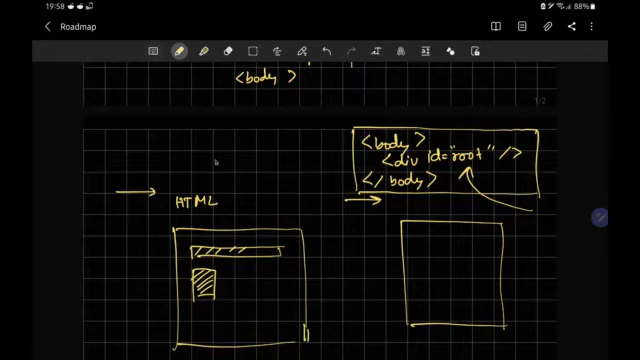 19:58
88%
Roadmap
<body >
1/2
<body>
<div id="root" />
</ body>
HTML